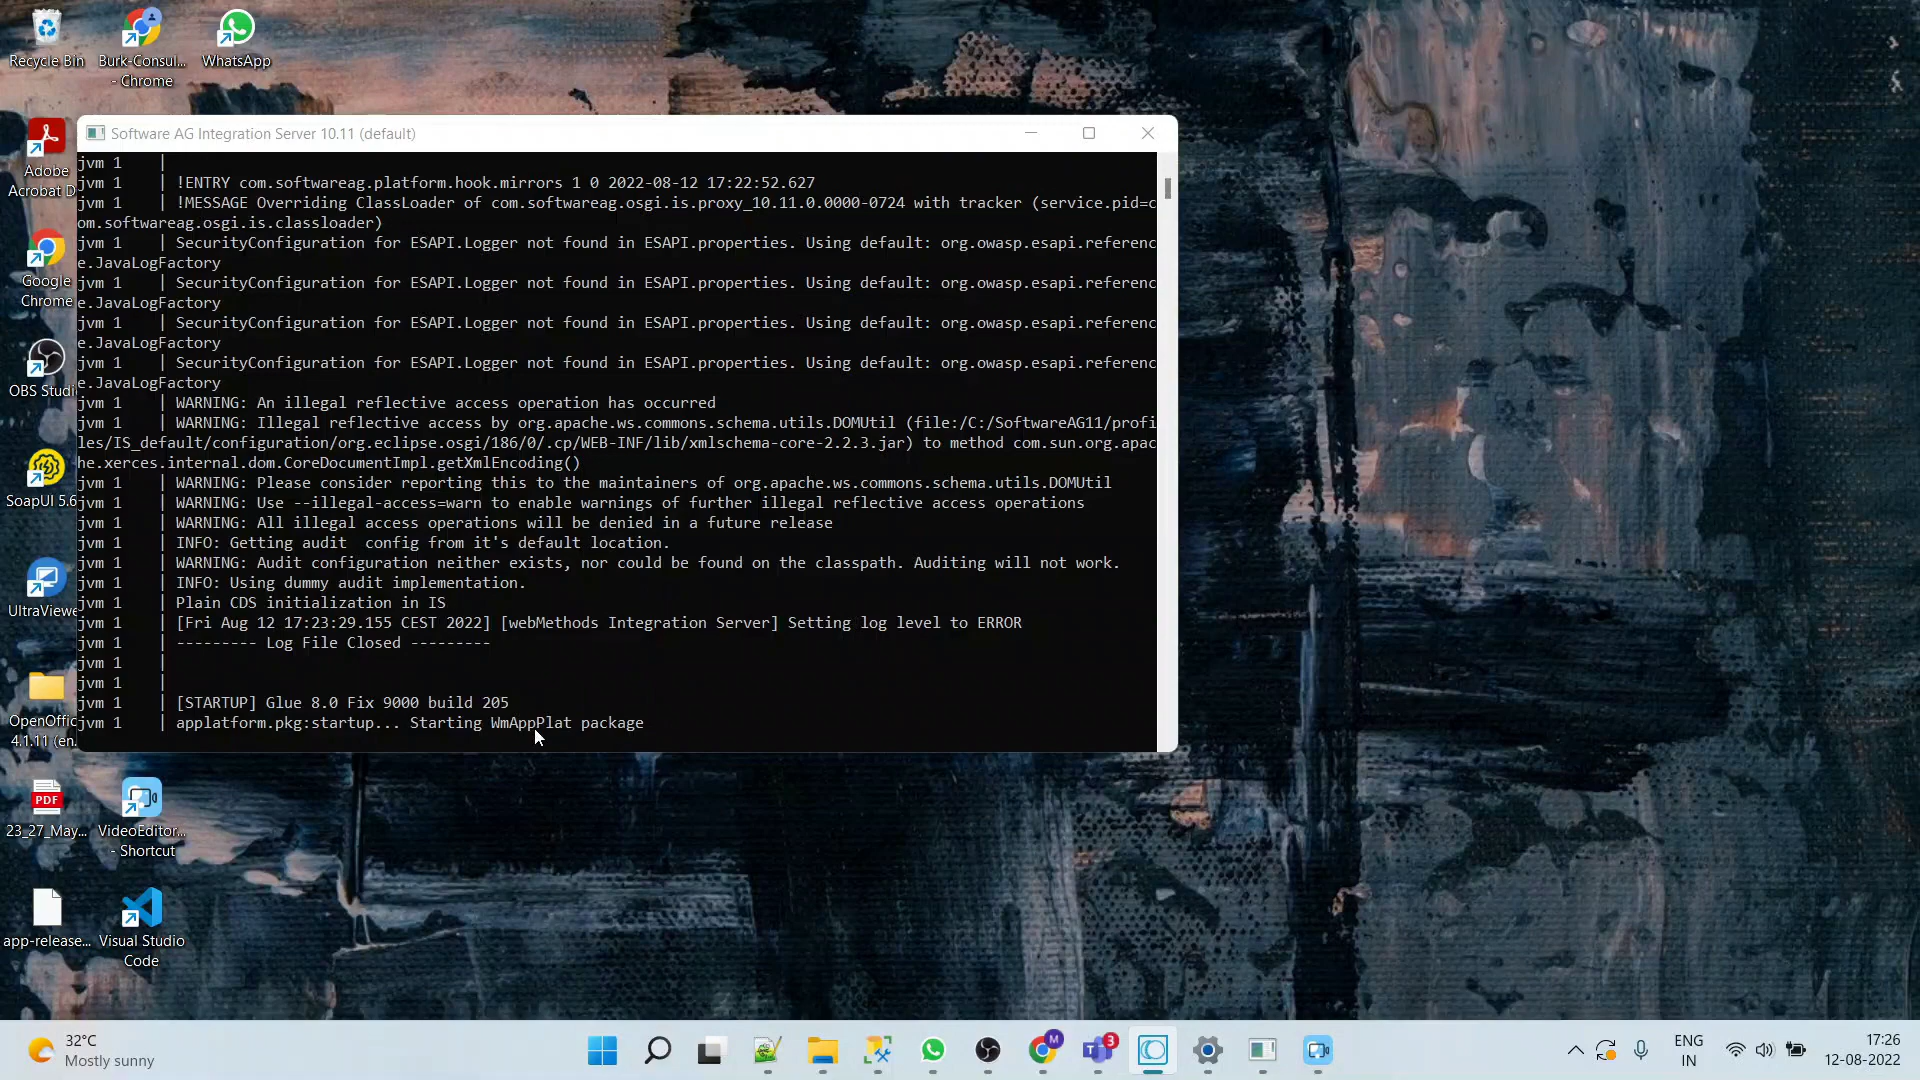 Recycle Bin
Burk-Consul...
- Chrome
WhatsApp
Adobe
Acrobat D
Google
Chrome
OBS Studi
SoapUI 5.6
UltraViewe
OpenOffic
4.1.11 (en.
23_27_May...
VideoEditor...
- Shortcut
app-release...
Visual Studio
Code
Software AG Integration Server 10.11 (default)
jvm 1    |
jvm 1    | !ENTRY com.softwareag.platform.hook.mirrors 1 0 2022-08-12 17:22:52.627
jvm 1    | !MESSAGE Overriding ClassLoader of com.softwareag.osgi.is.proxy_10.11.0.0000-0724 with tracker (service.pid=c
om.softwareag.osgi.is.classloader)
jvm 1    | SecurityConfiguration for ESAPI.Logger not found in ESAPI.properties. Using default: org.owasp.esapi.referenc
e.JavaLogFactory
jvm 1    | SecurityConfiguration for ESAPI.Logger not found in ESAPI.properties. Using default: org.owasp.esapi.referenc
e.JavaLogFactory
jvm 1    | SecurityConfiguration for ESAPI.Logger not found in ESAPI.properties. Using default: org.owasp.esapi.referenc
e.JavaLogFactory
jvm 1    | SecurityConfiguration for ESAPI.Logger not found in ESAPI.properties. Using default: org.owasp.esapi.referenc
e.JavaLogFactory
jvm 1    | WARNING: An illegal reflective access operation has occurred
jvm 1    | WARNING: Illegal reflective access by org.apache.ws.commons.schema.utils.DOMUtil (file:/C:/SoftwareAG11/profi
les/IS_default/configuration/org.eclipse.osgi/186/0/.cp/WEB-INF/lib/xmlschema-core-2.2.3.jar) to method com.sun.org.apac
he.xerces.internal.dom.CoreDocumentImpl.getXmlEncoding()
jvm 1    | WARNING: Please consider reporting this to the maintainers of org.apache.ws.commons.schema.utils.DOMUtil
jvm 1    | WARNING: Use --illegal-access=warn to enable warnings of further illegal reflective access operations
jvm 1    | WARNING: All illegal access operations will be denied in a future release
jvm 1    | INFO: Getting audit  config from it's default location.
jvm 1    | WARNING: Audit configuration neither exists, nor could be found on the classpath. Auditing will not work.
jvm 1    | INFO: Using dummy audit implementation.
jvm 1    | Plain CDS initialization in IS
jvm 1    | [Fri Aug 12 17:23:29.155 CEST 2022] [webMethods Integration Server] Setting log level to ERROR
jvm 1    | --------- Log File Closed ---------
jvm 1    |
jvm 1    |
jvm 1    | [STARTUP] Glue 8.0 Fix 9000 build 205
jvm 1    | applatform.pkg:startup... Starting WmAppPlat package
PDF
32°C
Mostly sunny
M
T
3
ENG
IN
17:26
12-08-2022